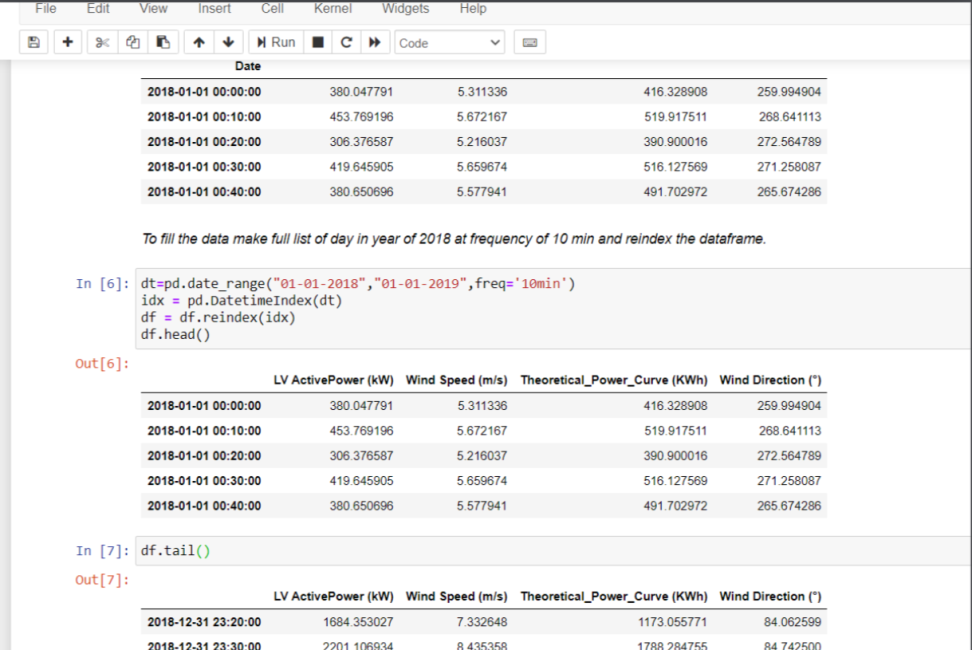 File Edit View Insert Cell Kernel Widgets Help
Run Code
Date
2018-01-01 00:00:00 380.047791 5.311336 416.328908 259.994904
2018-01-01 00:10:00 453.769196 5.672167 519.917511 268.641113
2018-01-01 00:20:00 306.376587 5.216037 390.900016 272.564789
2018-01-01 00:30:00 419.645905 5.659674 516.127569 271.258087
2018-01-01 00:40:00 380.650696 5.577941 491.702972 265.674286
To fill the data make full list of day in year of 2018 at frequency of 10 min and reindex the dataframe.
In [6]: dt=pd.date_range("01-01-2018","01-01-2019",freq='10min')
idx = pd.DatetimeIndex(dt)
df = df.reindex(idx)
df.head()
Out[6]:
LV ActivePower (kW) Wind Speed (m/s) Theoretical_Power_Curve (KWh) Wind Direction (°)
2018-01-01 00:00:00 380.047791 5.311336 416.328908 259.994904
2018-01-01 00:10:00 453.769196 5.672167 519.917511 268.641113
2018-01-01 00:20:00 306.376587 5.216037 390.900016 272.564789
2018-01-01 00:30:00 419.645905 5.659674 516.127569 271.258087
2018-01-01 00:40:00 380.650696 5.577941 491.702972 265.674286
In [7]: df.tail()
Out[7]:
LV ActivePower (kW) Wind Speed (m/s) Theoretical_Power_Curve (KWh) Wind Direction (°)
2018-12-31 23:20:00 1684.353027 7.332648 1173.055771 84.062599
2018-12-31 23:30:00 2201.106934 8.435358 1788.284755 84.742500